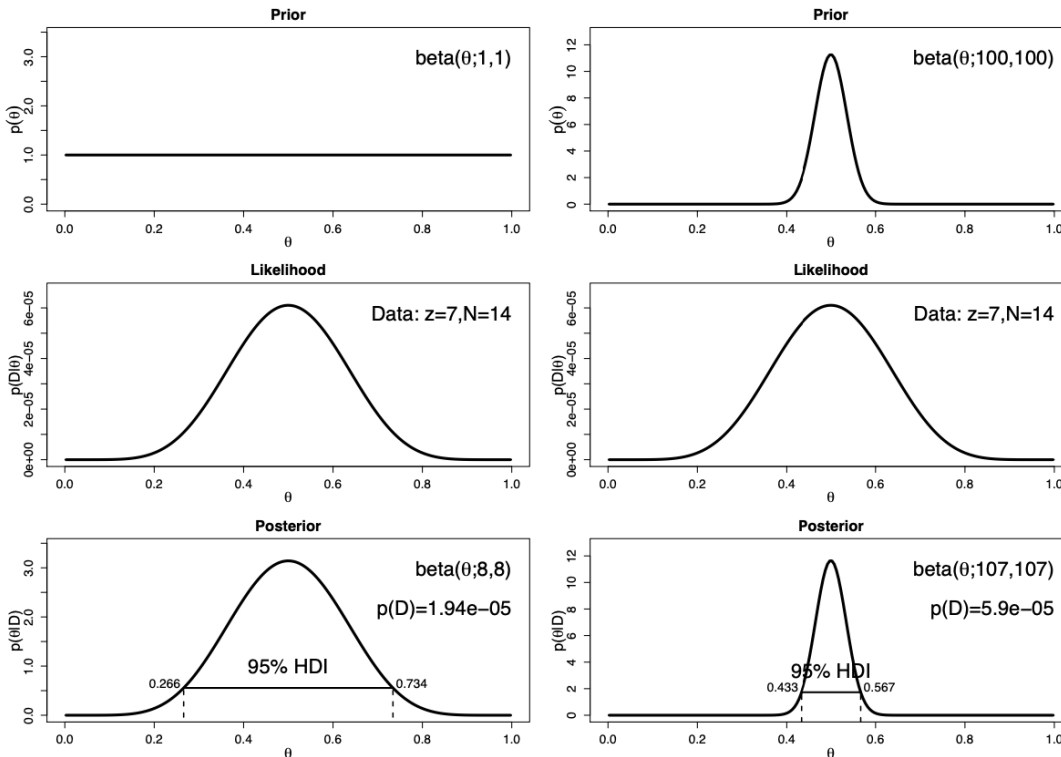 Prior
beta(θ;1,1)
p(θ)
0.0 1.0 2.0 3.0
0.0 0.2 0.4 0.6 0.8 1.0
θ
Prior
beta(θ;100,100)
p(θ)
0 2 4 6 8 10 12
0.0 0.2 0.4 0.6 0.8 1.0
θ
Likelihood
Data: z=7,N=14
p(D|θ)
0e+00 2e-05 4e-05 6e-05
0.0 0.2 0.4 0.6 0.8 1.0
θ
Likelihood
Data: z=7,N=14
p(D|θ)
0e+00 2e-05 4e-05 6e-05
0.0 0.2 0.4 0.6 0.8 1.0
θ
Posterior
beta(θ;8,8)
p(D)=1.94e-05
95% HDI
0.266 0.734
p(θ|D)
0.0 1.0 2.0 3.0
0.0 0.2 0.4 0.6 0.8 1.0
θ
Posterior
beta(θ;107,107)
p(D)=5.9e-05
95% HDI
0.433 0.567
p(θ|D)
0 2 4 6 8 10 12
0.0 0.2 0.4 0.6 0.8 1.0
θ